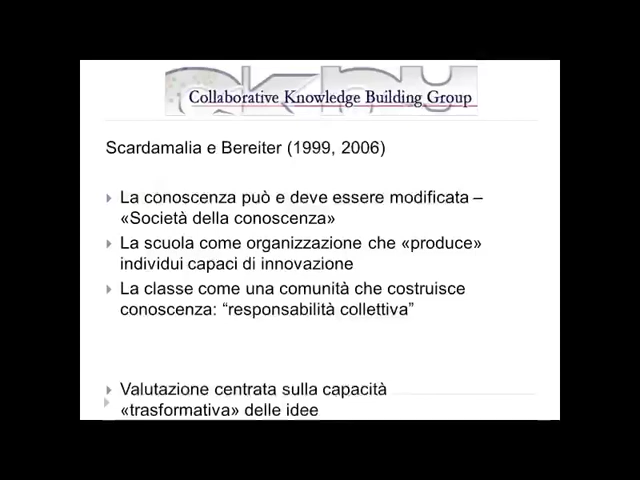 Collaborative Knowledge Building Group
Scardamalia e Bereiter (1999, 2006)
La conoscenza può e deve essere modificata –
«Società della conoscenza»
La scuola come organizzazione che «produce»
individui capaci di innovazione
La classe come una comunità che costruisce
conoscenza: “responsabilità collettiva”
Valutazione centrata sulla capacità
«trasformativa» delle idee